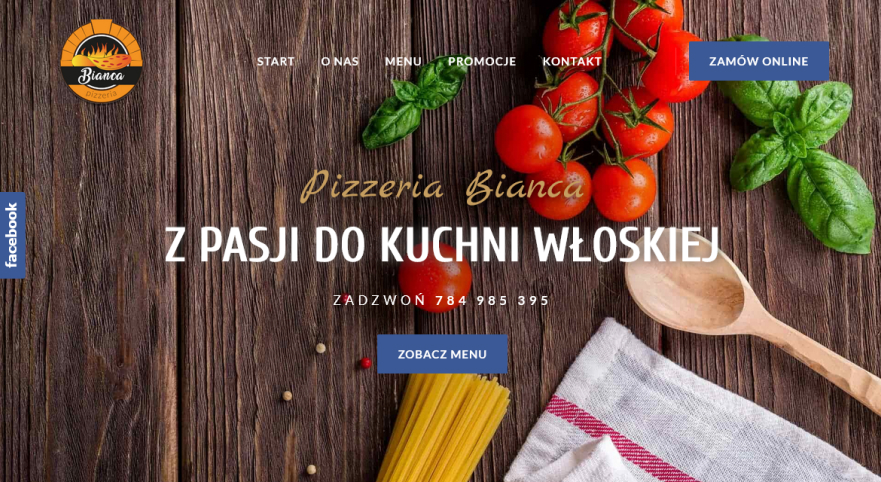 Bianca
pizzeria
START
O NAS
MENU
PROMOCJE
KONTAKT
ZAMÓW ONLINE
facebook
Pizzeria Bianca
Z PASJI DO KUCHNI WŁOSKIEJ
ZADZWOŃ 784 985 395
ZOBACZ MENU